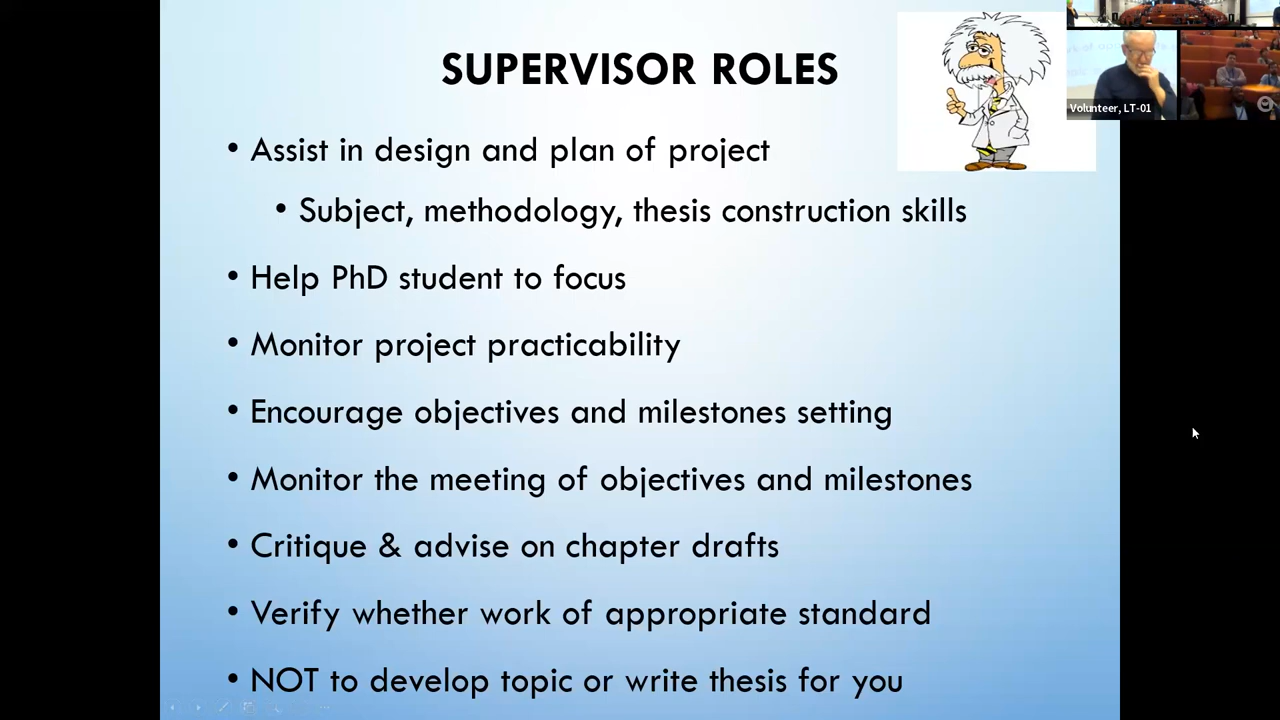 SUPERVISOR ROLES
Volunteer, LT-01
• Assist in design and plan of project
• Subject, methodology, thesis construction skills
• Help PhD student to focus
• Monitor project practicability
• Encourage objectives and milestones setting
• Monitor the meeting of objectives and milestones
• Critique & advise on chapter drafts
• Verify whether work of appropriate standard
• NOT to develop topic or write thesis for you